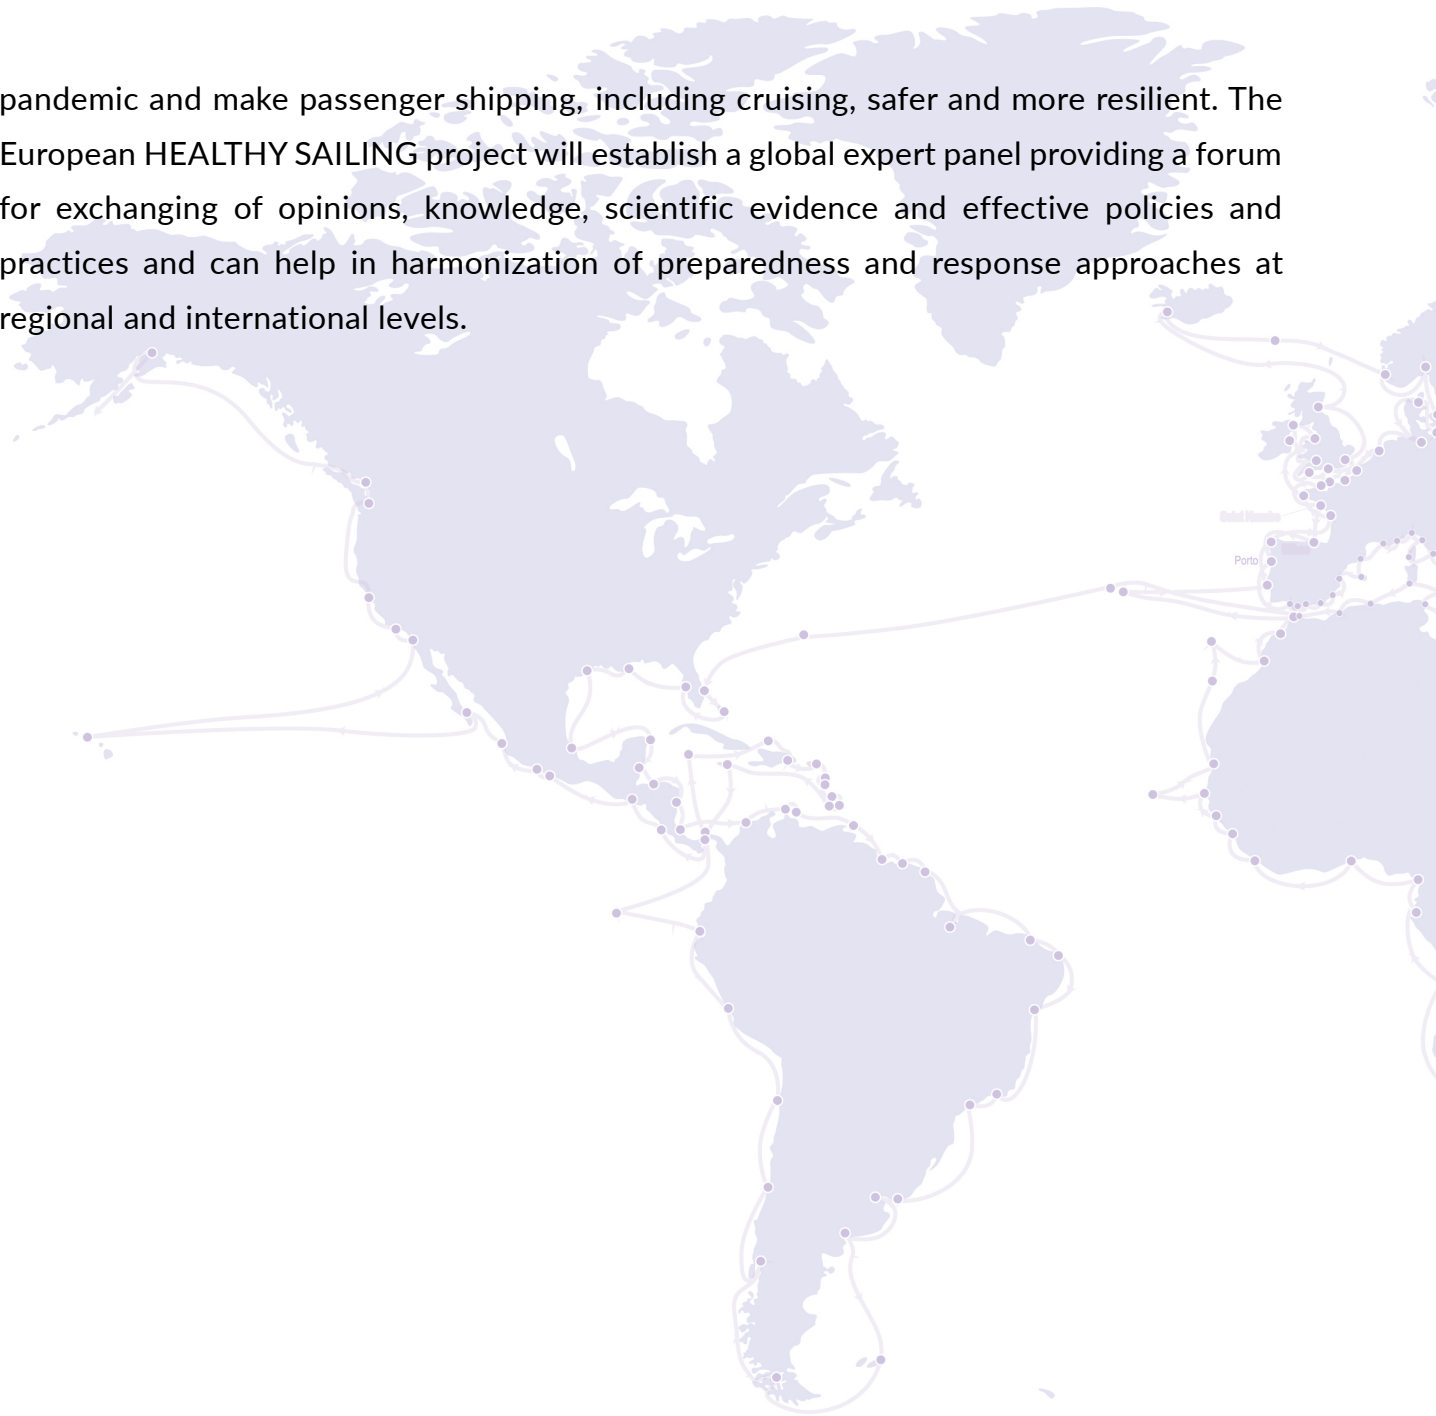 pandemic and make passenger shipping, including cruising, safer and more resilient. The
European HEALTHY SAILING project will establish a global expert panel providing a forum
for exchanging of opinions, knowledge, scientific evidence and effective policies and
practices and can help in harmonization of preparedness and response approaches at
regional and international levels.
Porto